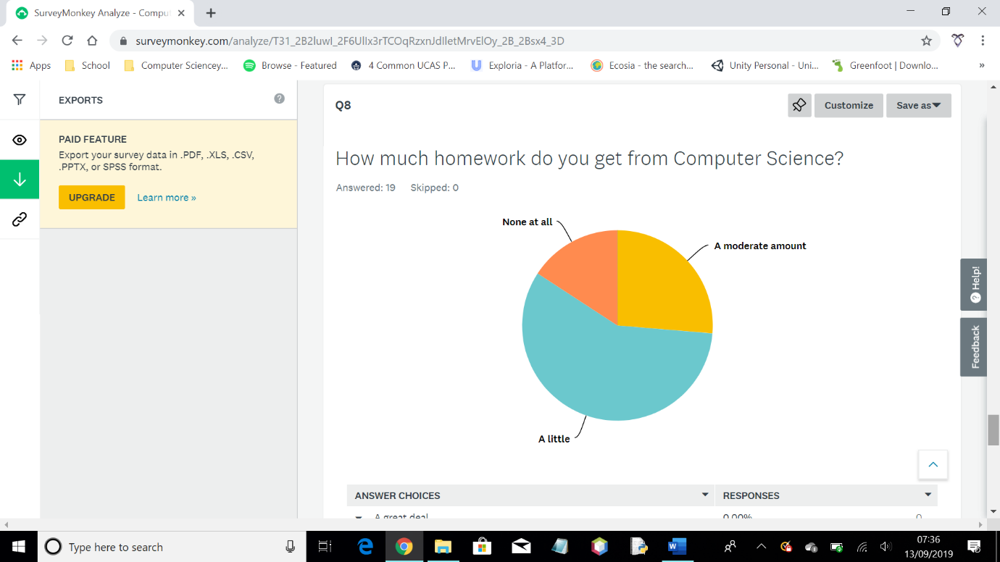 SurveyMonkey Analyze - Compu
surveymonkey.com/analyze/T31_2B2luwI_2F6UlIx3rTCOqRzxnJdIletMrvElOy_2B_2Bsx4_3D
Apps School Computer Sciencey... Browse - Featured 4 Common UCAS P... Exploria - A Platfor... Ecosia - the search... Unity Personal - Uni... Greenfoot | Downlo... »
EXPORTS
PAID FEATURE
Export your survey data in .PDF, .XLS, .CSV,
.PPTX, or SPSS format.
UPGRADE Learn more »
Q8
Customize Save as
How much homework do you get from Computer Science?
Answered: 19 Skipped: 0
None at all
A moderate amount
A little
Help!
Feedback
ANSWER CHOICES RESPONSES
A great deal 0.00% 0
Type here to search
07:36
13/09/2019